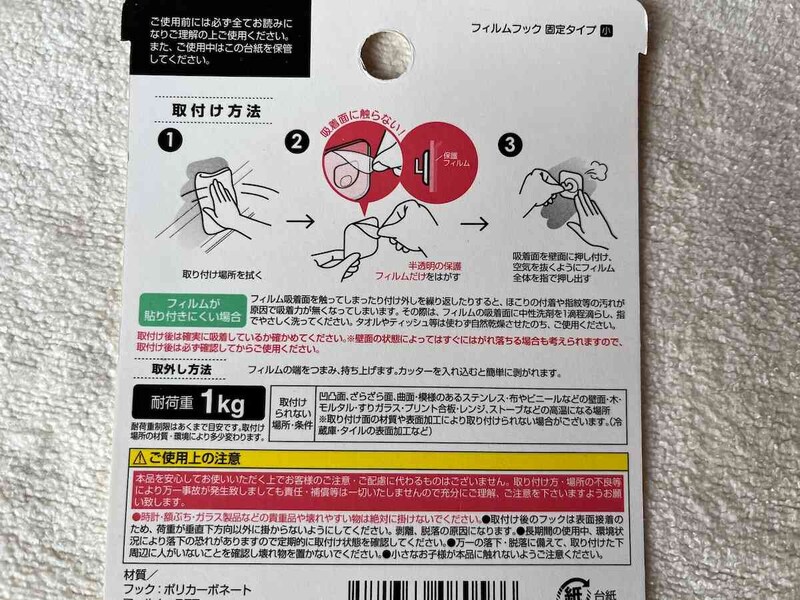 ご使用前には必ず全てお読みに
なりご理解の上ご使用ください。
また、ご使用中はこの台紙を保管
してください。
フィルムフック 固定タイプ 小
取付け方法
1
2
3
吸着面に触らない!
保護
フィルム
取り付け場所を拭く
半透明の保護
フィルムだけをはがす
吸着面を壁面に押し付け、
空気を抜くようにフィルム
全体を指で押し出す
フィルムが
貼り付きにくい場合
フィルム吸着面を触ってしまったり付け外しを繰り返したりすると、ほこりの付着や指紋等の汚れが
原因で吸着力が無くなってしまいます。その際は、フィルムの吸着面に中性洗剤を1滴程滴らし、指
でやさしく洗ってください。タオルやティッシュ等は使わず自然乾燥させたのち、ご使用ください。
取付け後は確実に吸着しているか確かめてください。※壁面の状態によってはすぐにはがれ落ちる場合も考えられますので、
取付け後は必ず確認してからご使用ください。
取外し方法
フィルムの端をつまみ、持ち上げます。カッターを入れ込むと簡単に剥がれます。
耐荷重 1kg
耐荷重制限はあくまで目安です。取付け
場所の材質・環境により多少変わります。
取付け
られない
場所・条件
凹凸面、ざらざら面、曲面・模様のあるステンレス・布やビニールなどの壁面・木・
モルタル・すりガラス・プリント合板・レンジ、ストーブなどの高温になる場所
※取り付け面の材質や表面加工により取り付けられない場合がございます。(冷
蔵庫・タイルの表面加工など)
ご使用上の注意
本品を安心してお使いいただく上でお客様のご注意・ご配慮に代わるものはございません。取り付け方・場所の不良等
により万一事故が発生致しましても責任・補償等は一切いたしませんので充分にご理解、ご注意を下さいますようお願
い致します。
●時計・額ぶち・ガラス製品などの貴重品や壊れやすい物は絶対に掛けないでください。●取付け後のフックは表面接着の
ため、荷重が垂直下方向以外に掛からないようにしてください。剥離、脱落の原因になります。●長期間の使用中、環境状
況により落下の恐れがありますので定期的に取付け状態を確認してください。●万一の落下・脱落に備えて、取り付けた下
周辺に人がいないことを確認し壊れ物を置かないでください。●小さなお子様が本品に触れないようご注意ください。
材質/
フック:ポリカーボネート
紙 台紙